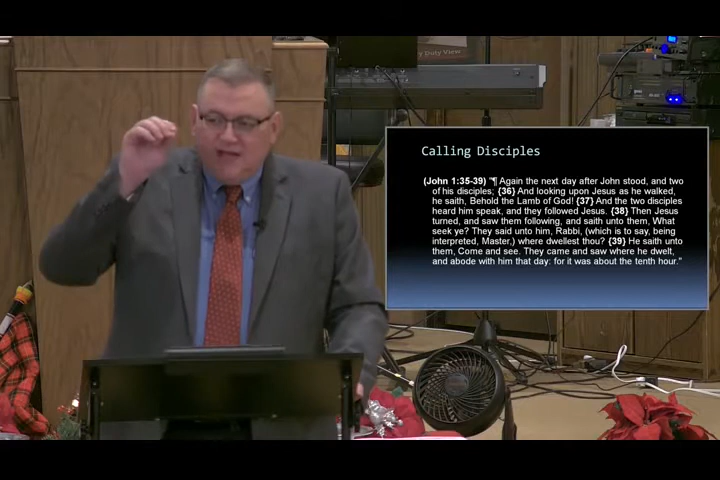 y Duty Verse
Calling Disciples
(John 1:35-39) "¶ Again the next day after John stood, and two
of his disciples; {36} And looking upon Jesus as he walked,
he saith, Behold the Lamb of God! {37} And the two disciples
heard him speak, and they followed Jesus. {38} Then Jesus
turned, and saw them following, and saith unto them, What
seek ye? They said unto him, Rabbi, (which is to say, being
interpreted, Master,) where dwellest thou? {39} He saith unto
them, Come and see. They came and saw where he dwelt,
and abode with him that day: for it was about the tenth hour."